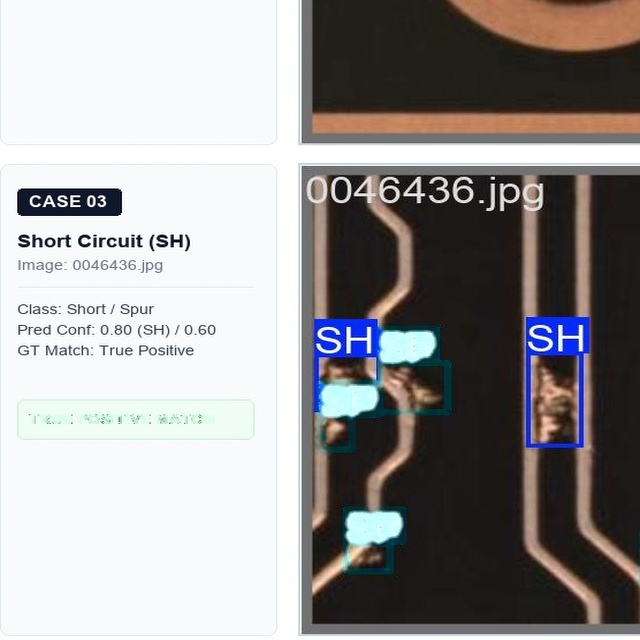 CASE 03
Short Circuit (SH)
Image: 0046436.jpg
Class: Short / Spur
Pred Conf: 0.80 (SH) / 0.60
GT Match: True Positive
0046436.jpg
SH
SH